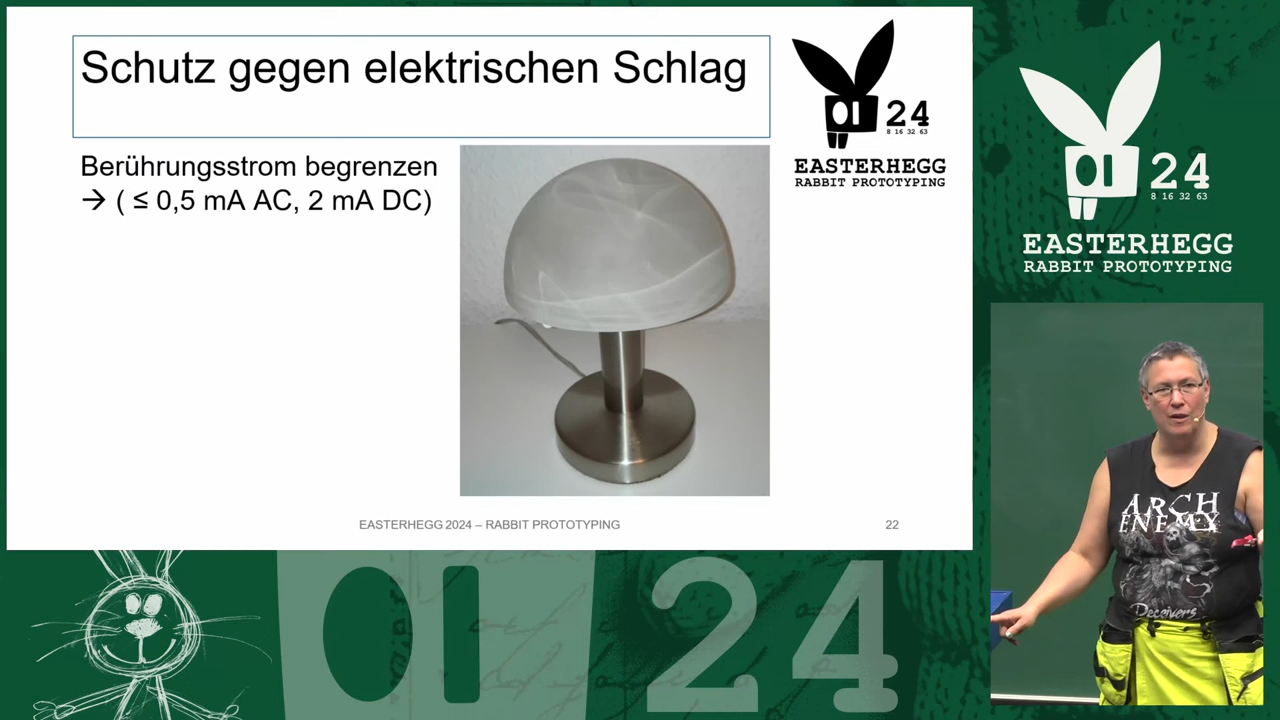 Schutz gegen elektrischen Schlag
Berührungsstrom begrenzen
→ ( ≤ 0,5 mA AC, 2 mA DC)
24
8 16 32 63
EASTERHEGG
RABBIT PROTOTYPING
EASTERHEGG 2024 – RABBIT PROTOTYPING
22
24
8 16 32 63
EASTERHEGG
RABBIT PROTOTYPING
ARCH
ENEMY
Deceivers
24